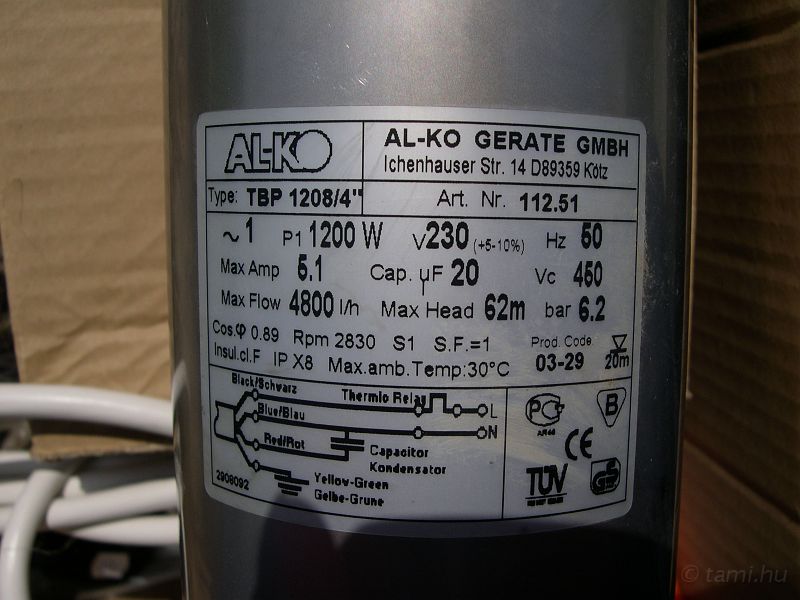 AL-KO
AL-KO GERATE GMBH
Ichenhauser Str. 14 D89359 Kötz
Type: TBP 1208/4"
Art. Nr. 112.51
~ 1 P1 1200 W V 230 (+5-10%) Hz 50
Max Amp 5.1 Cap. µF 20 Vc 450
Max Flow 4800 l/h Max Head 62m bar 6.2
Cos.φ 0.89 Rpm 2830 S1 S.F.=1
Insul.cl.F IP X8 Max.amb.Temp:30°C
Prod. Code
03-29
20m
Black/Schwarz
Thermic Relay
L
Blue/Blau
N
Red/Rot
Capacitor
Kondensator
Yellow-Green
Gelbe-Grune
2908092
B
CE
TÜV
GS
© tami.hu